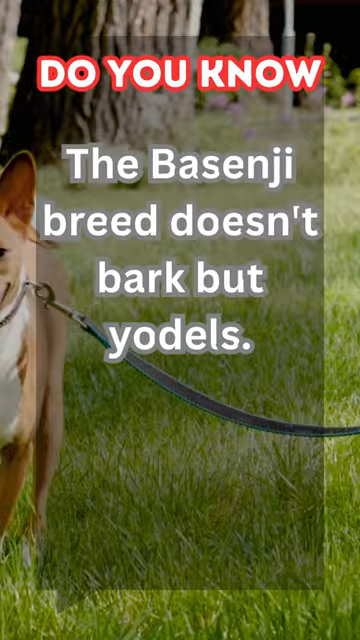 DO YOU KNOW
The Basenji
breed doesn't
bark but
yodels.